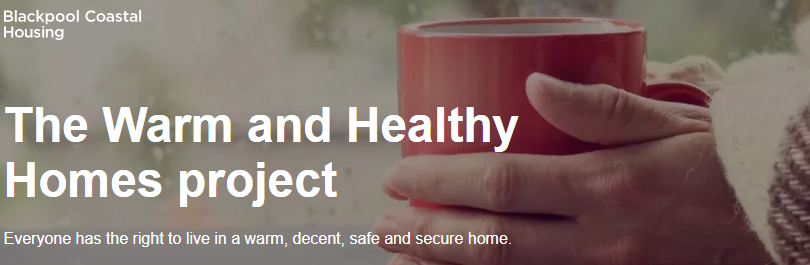 Blackpool Coastal
Housing
The Warm and Healthy
Homes project
Everyone has the right to live in a warm, decent, safe and secure home.